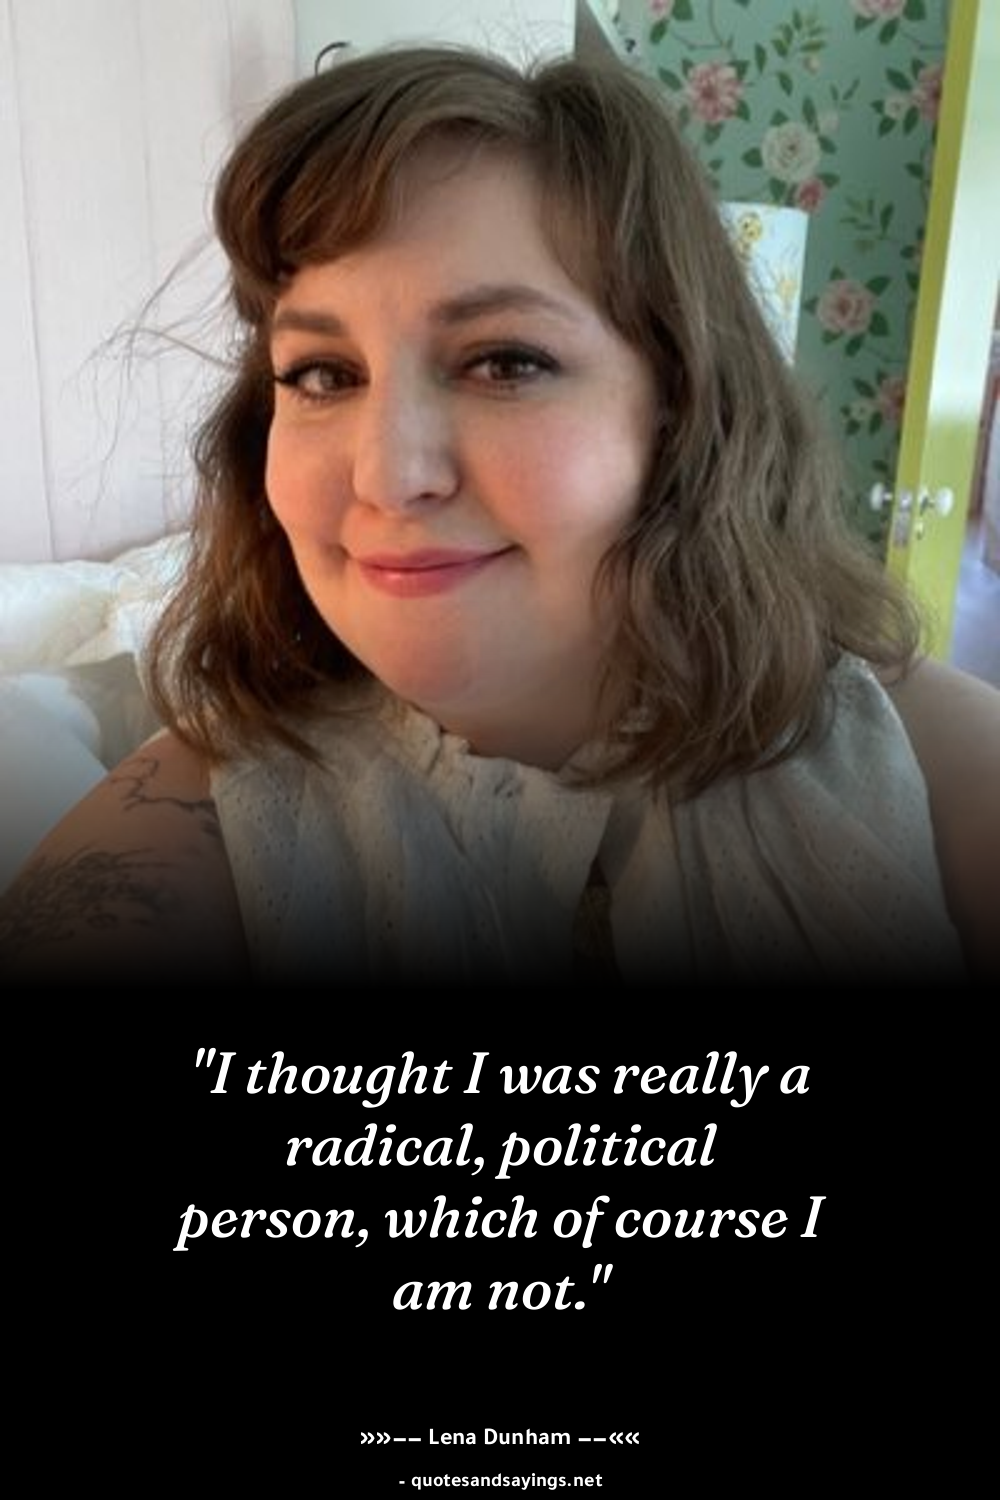 "I thought I was really a
radical, political
person, which of course I
am not."
»»−− Lena Dunham −−««
- quotesandsayings.net